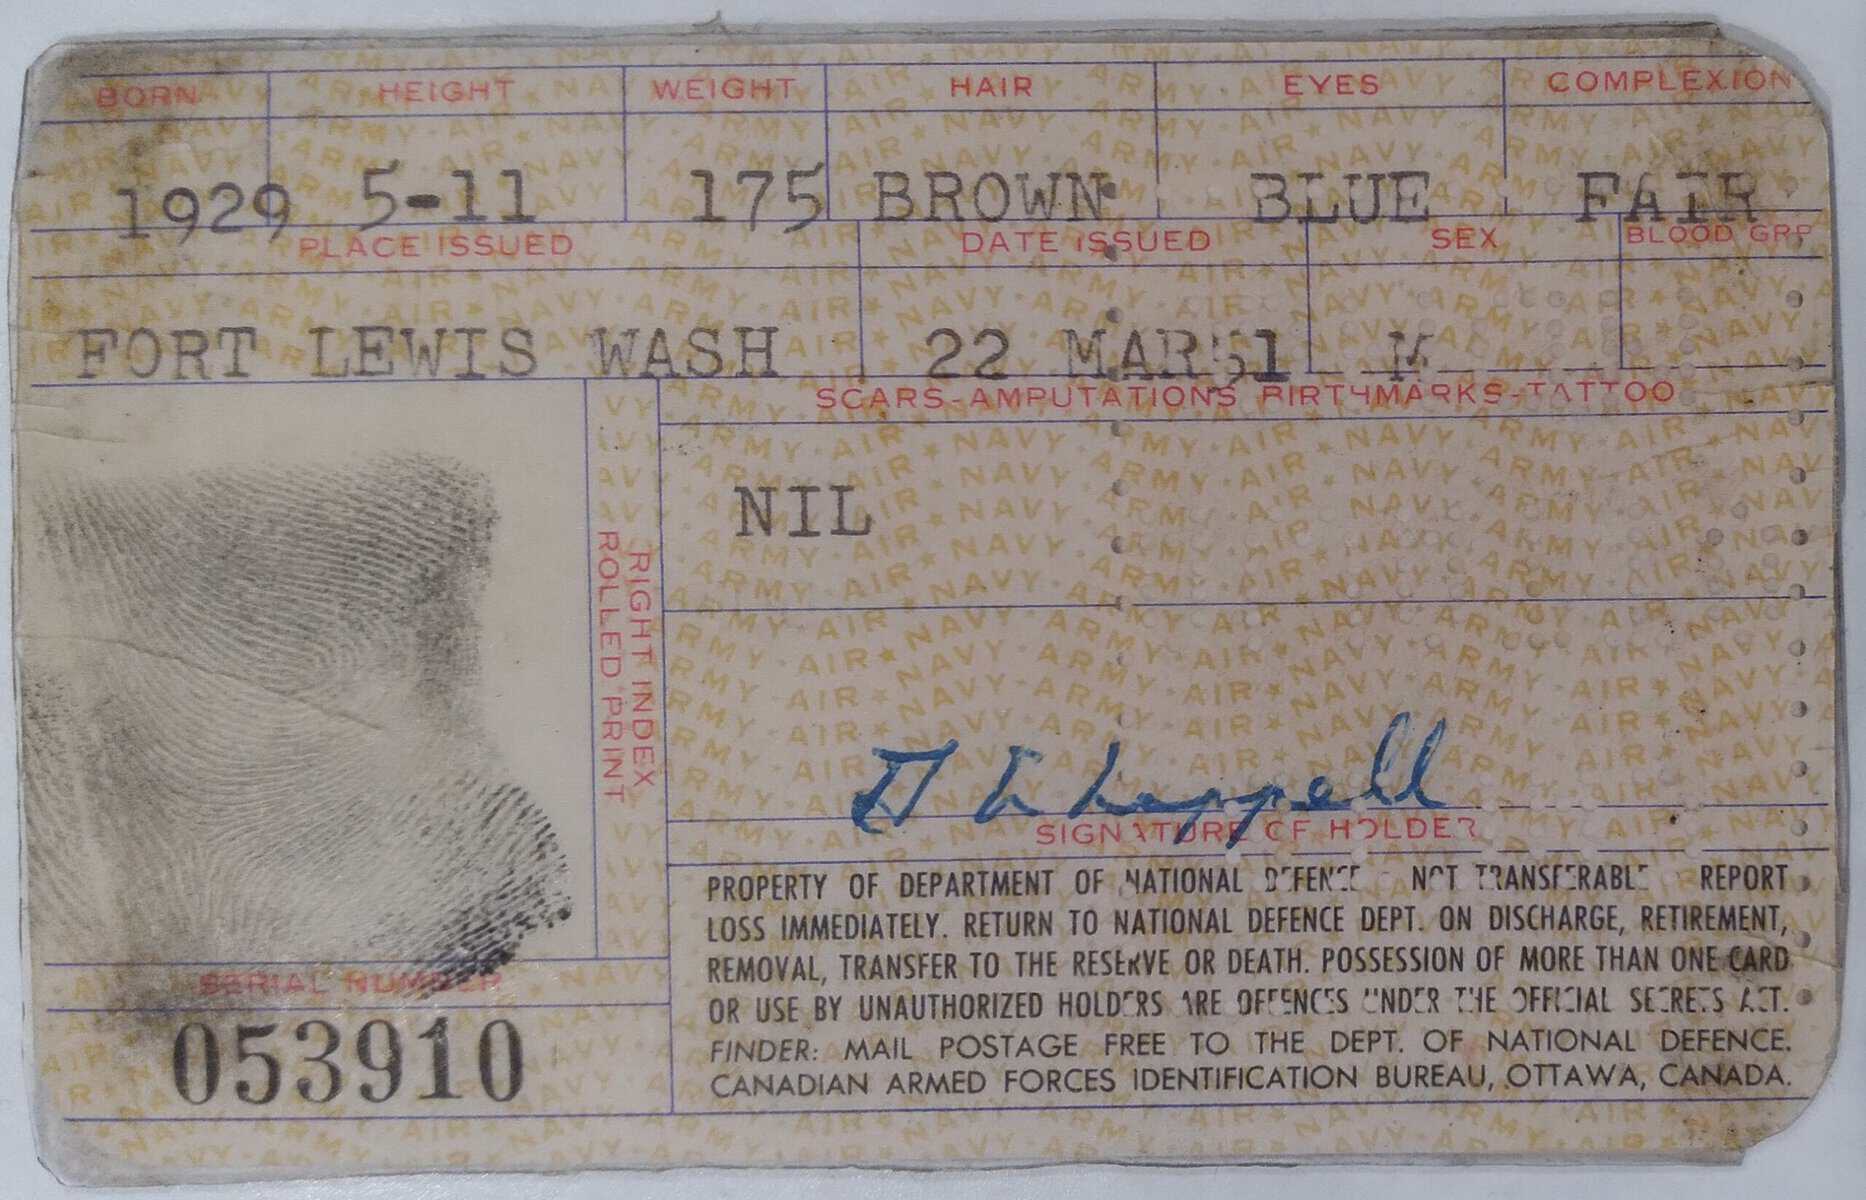 BORN HEIGHT WEIGHT HAIR EYES COMPLEXION
1929 5-11 175 BROWN BLUE FAIR
PLACE ISSUED DATE ISSUED SEX BLOOD GRP
FORT LEWIS WASH 22 MAR 51 M
SCARS-AMPUTATIONS BIRTHMARKS-TATTOO
NIL
RIGHT INDEX
ROLLED PRINT
SIGNATURE OF HOLDER
PROPERTY OF DEPARTMENT OF NATIONAL DEFENCE - NOT TRANSFERABLE REPORT
LOSS IMMEDIATELY. RETURN TO NATIONAL DEFENCE DEPT. ON DISCHARGE, RETIREMENT,
REMOVAL, TRANSFER TO THE RESERVE OR DEATH. POSSESSION OF MORE THAN ONE CARD
OR USE BY UNAUTHORIZED HOLDERS ARE OFFENCES UNDER THE OFFICIAL SECRETS ACT.
FINDER: MAIL POSTAGE FREE TO THE DEPT. OF NATIONAL DEFENCE.
CANADIAN ARMED FORCES IDENTIFICATION BUREAU, OTTAWA, CANADA.
SERIAL NUMBER
053910